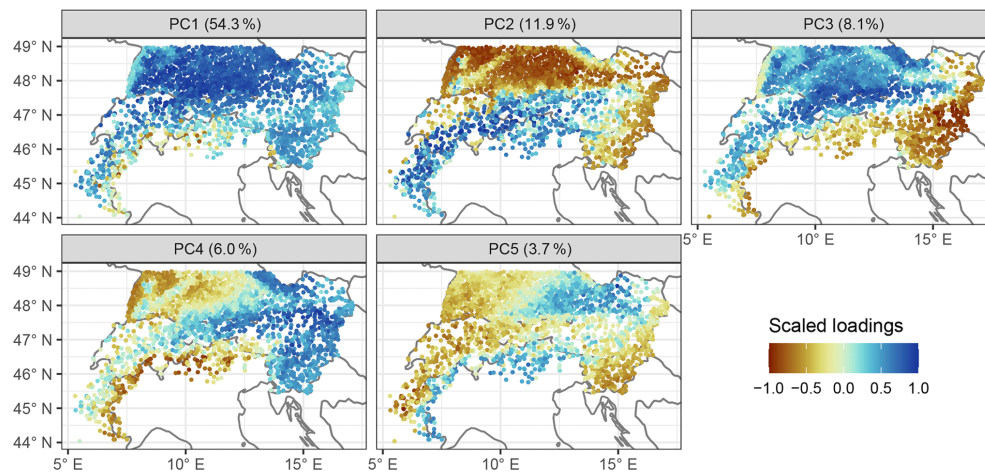 PC1 (54.3 %)
PC2 (11.9 %)
PC3 (8.1%)
49° N
48° N
47° N
46° N
45° N
44° N
5° E
10° E
15° E
PC4 (6.0 %)
PC5 (3.7 %)
49° N
48° N
47° N
46° N
45° N
44° N
5° E
10° E
15° E
5° E
10° E
15° E
Scaled loadings
-1.0 -0.5 0.0 0.5 1.0